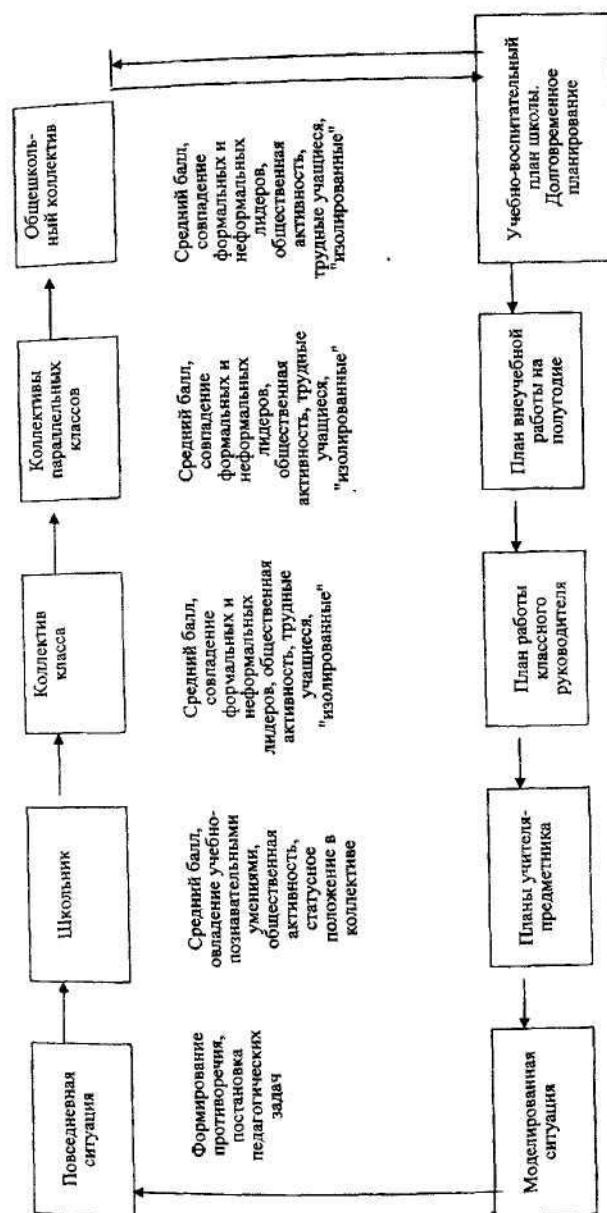 Повседневная
ситуация
Школьник
Коллектив
класса
Коллективы
параллельных
классов
Общешколь-
ный коллектив
Формирование
противоречия,
постановка
педагогических
задач
Средний балл,
овладение учебно-
познавательными
умениями,
общественная
активность,
статусное
положение в
коллективе
Средний балл,
совпадение
формальных и
неформальных
лидеров, общественная
активность, трудные
учащиеся,
"изолированные"
Средний балл,
совпадение
формальных и
неформальных
лидеров,
общественная
активность, трудные
учащиеся,
"изолированные"
Средний балл,
совпадение
формальных и
неформальных
лидеров,
общественная
активность,
трудные учащиеся,
"изолированные"
Моделированная
ситуация
Планы учителя-
предметника
План работы
классного
руководителя
План внеучебной
работы на
полугодие
Учебно-воспитательный
план школы.
Долговременное
планирование